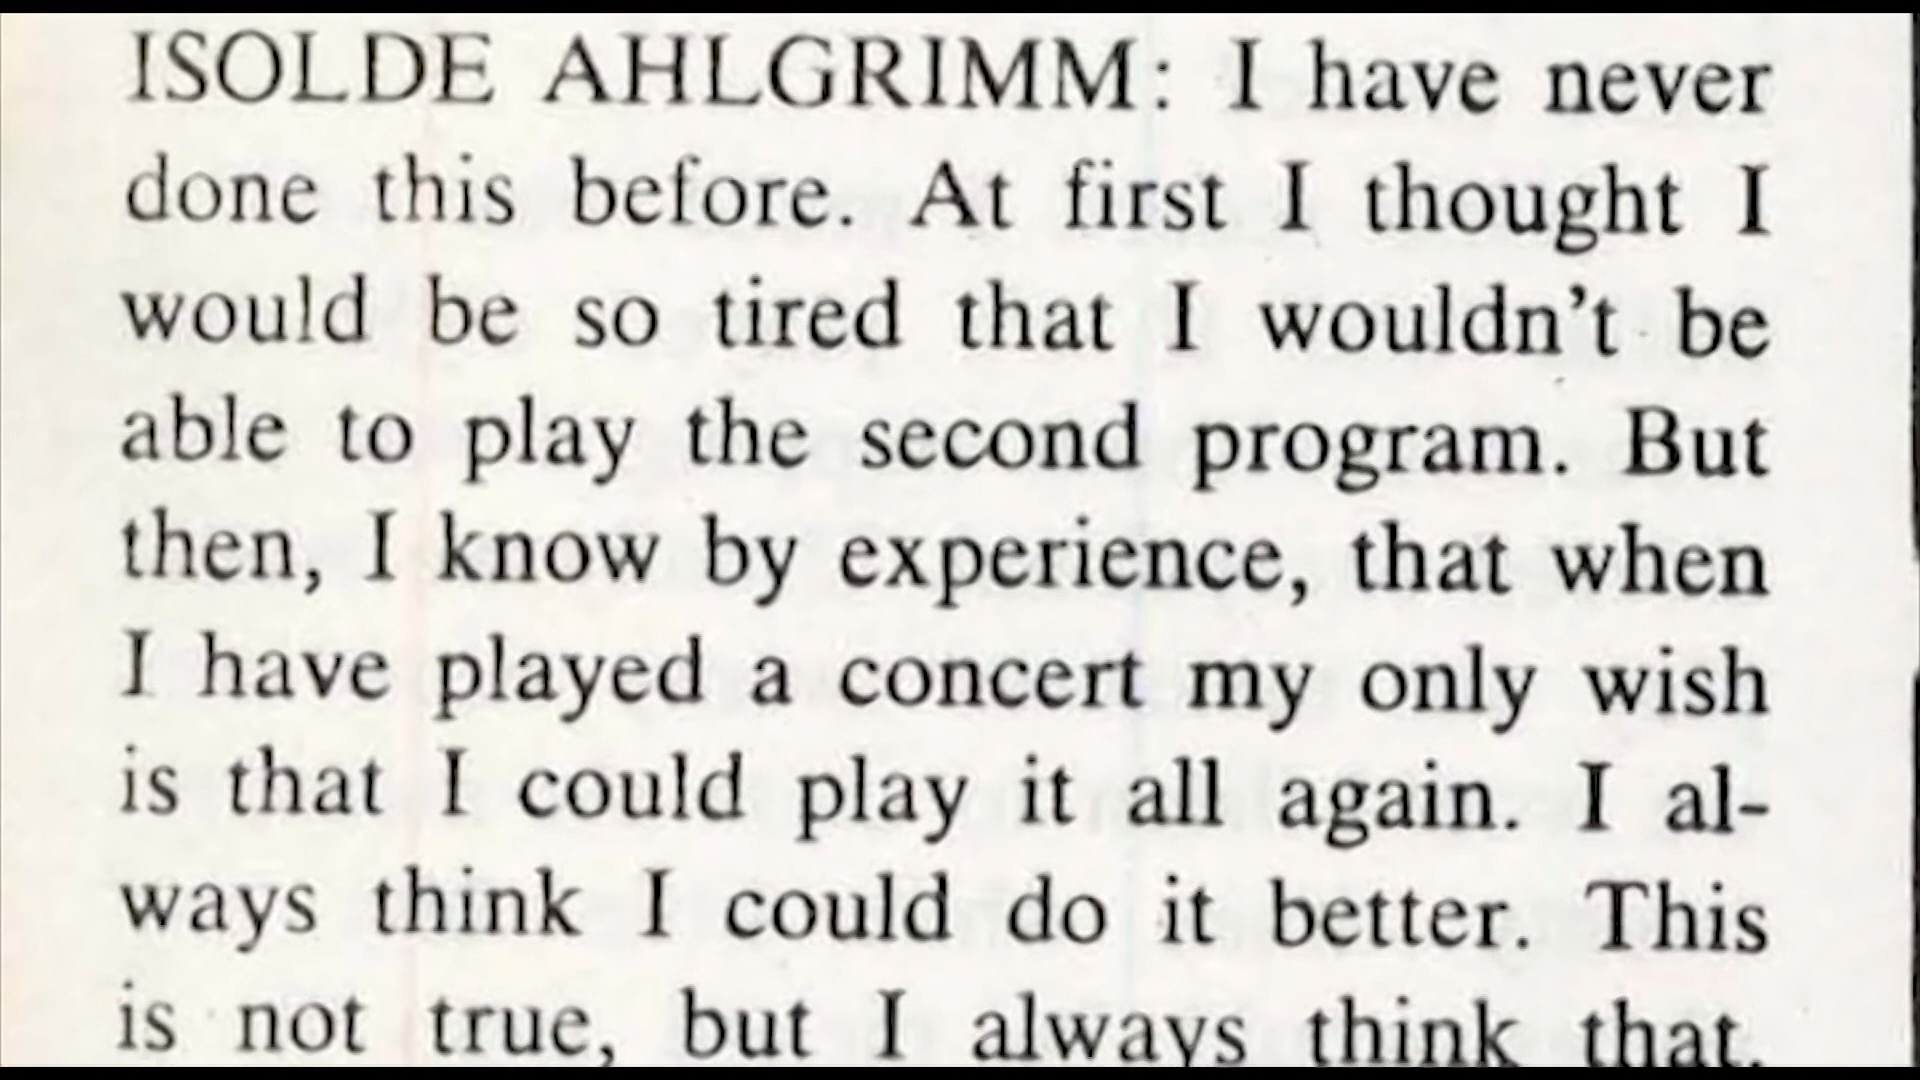 ISOLDE AHLGRIMM: I have never
done this before. At first I thought I
would be so tired that I wouldn't be
able to play the second program. But
then, I know by experience, that when
I have played a concert my only wish
is that I could play it all again. I al-
ways think I could do it better. This
is not true, but I always think that.